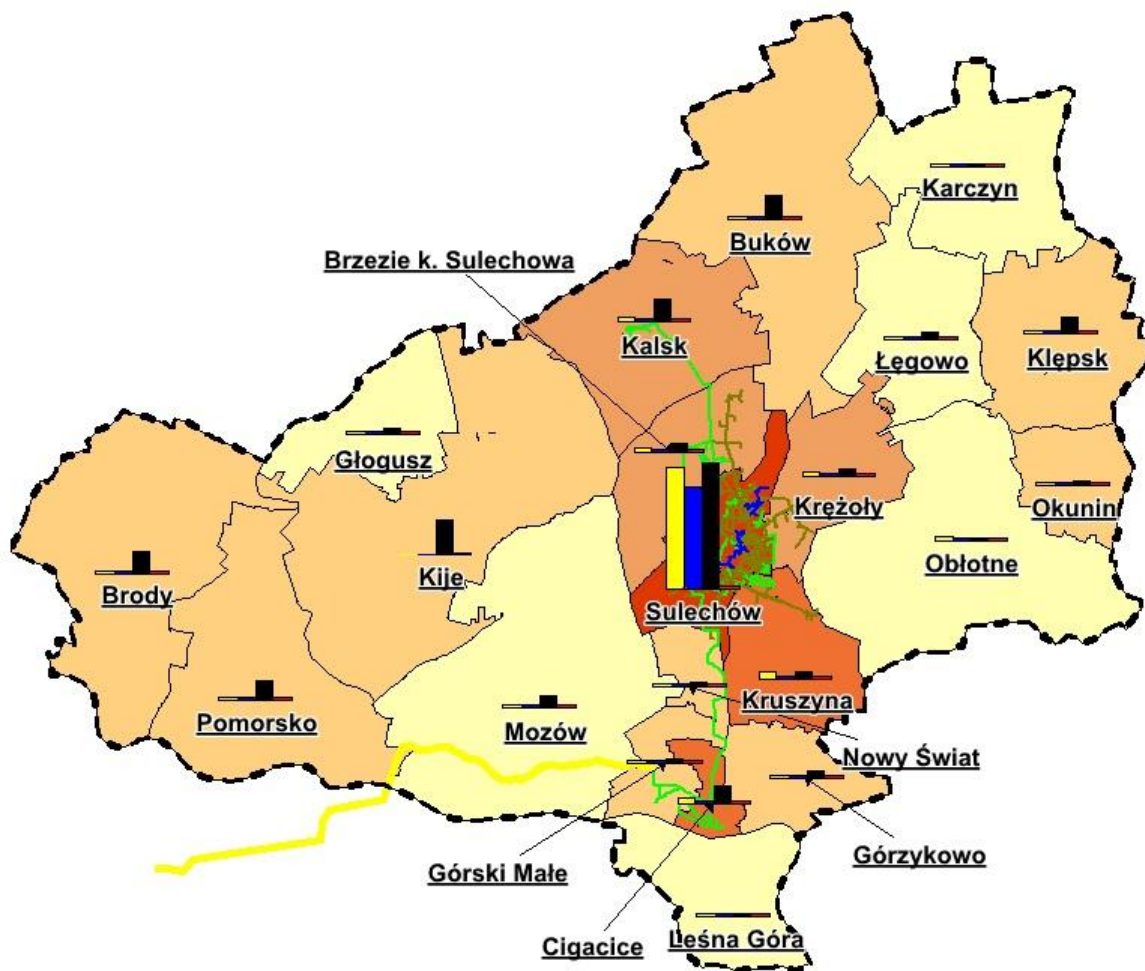 Karczyn
Buków
Brzezie k. Sulechowa
Kalsk
Łęgowo
Klępsk
Głogusz
Krężoły
Okunin
Obłotne
Kije
Brody
Sulechów
Kruszyna
Pomorsko
Mozów
Nowy Świat
Górzykowo
Górski Małe
Cigacice
Leśna Góra